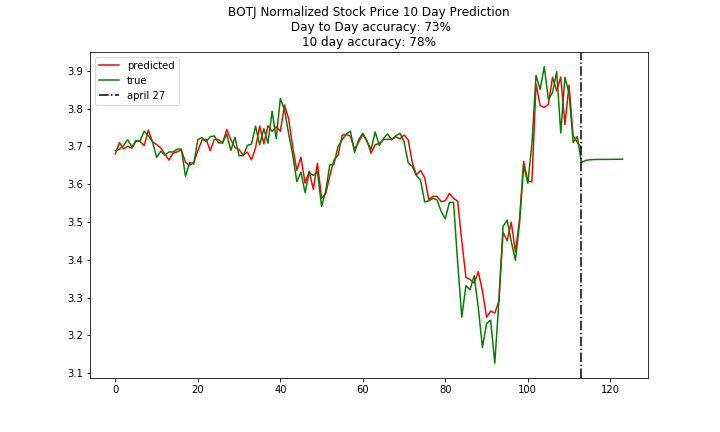 BOTJ Normalized Stock Price 10 Day Prediction
Day to Day accuracy: 73%
10 day accuracy: 78%
predicted
true
april 27
3.9
3.8
3.7
3.6
3.5
3.4
3.3
3.2
3.1
0 20 40 60 80 100 120